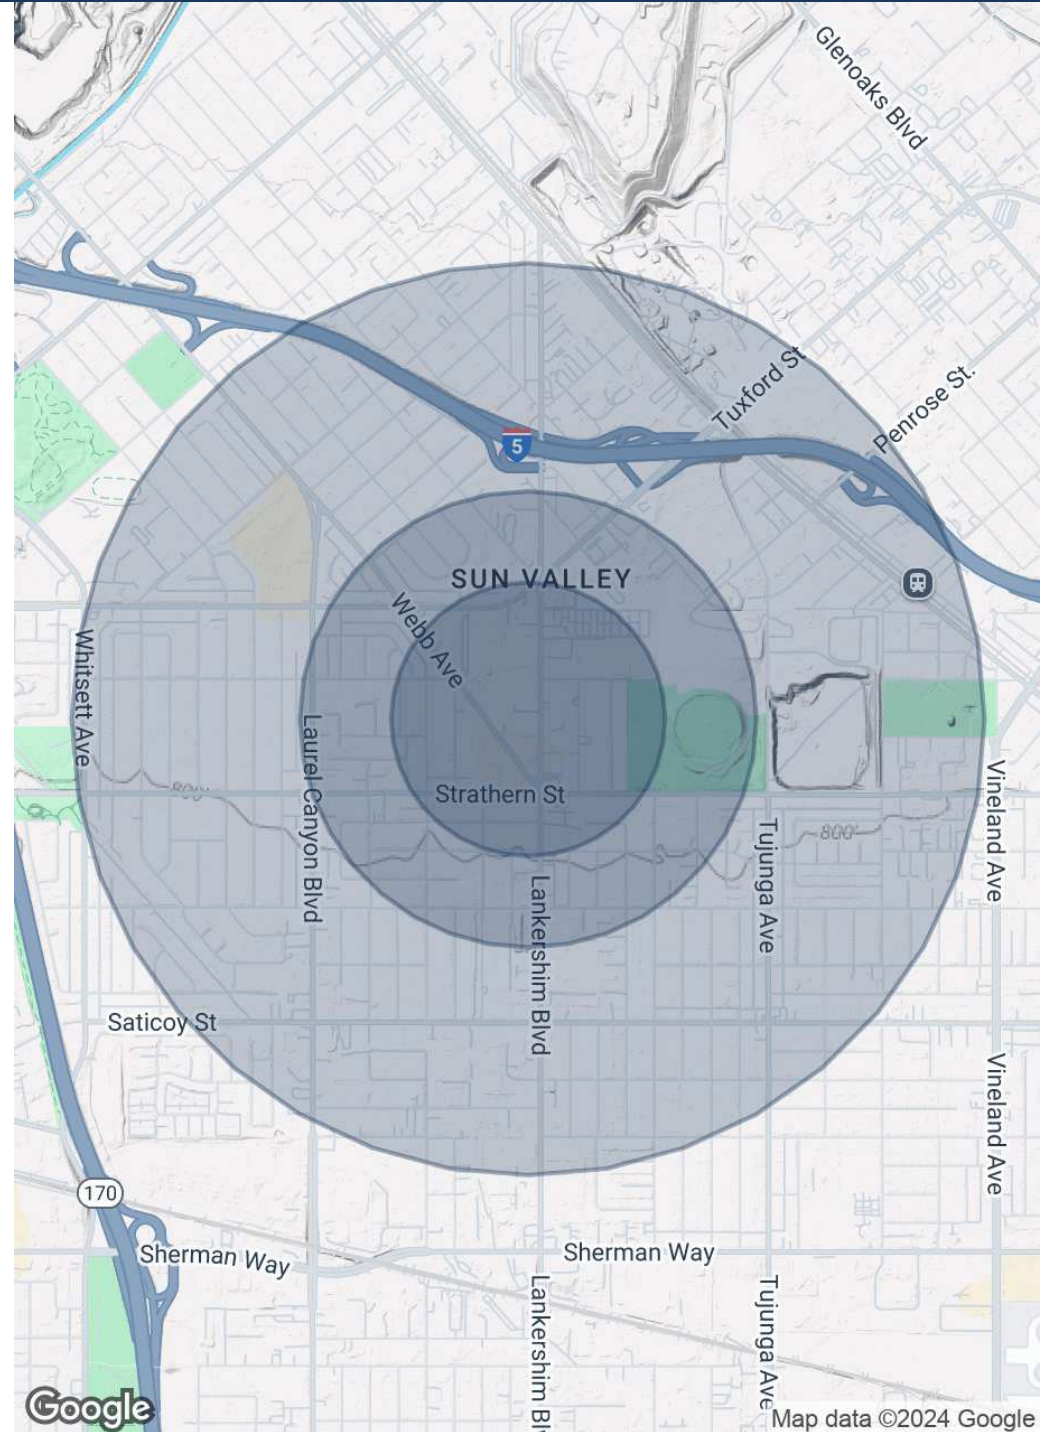 Glenoaks Blvd
Tuxford St
Penrose St.
5
SUN VALLEY
Webb Ave
Whitsett Ave
Laurel Canyon Blvd
Strathern St
800'
800'
Vineland Ave
Tujunga Ave
Lankershim Blvd
Saticoy St
Vineland Ave
170
Sherman Way
Sherman Way
Lankershim Bl
Tujunga Ave
Google
Map data ©2024 Google